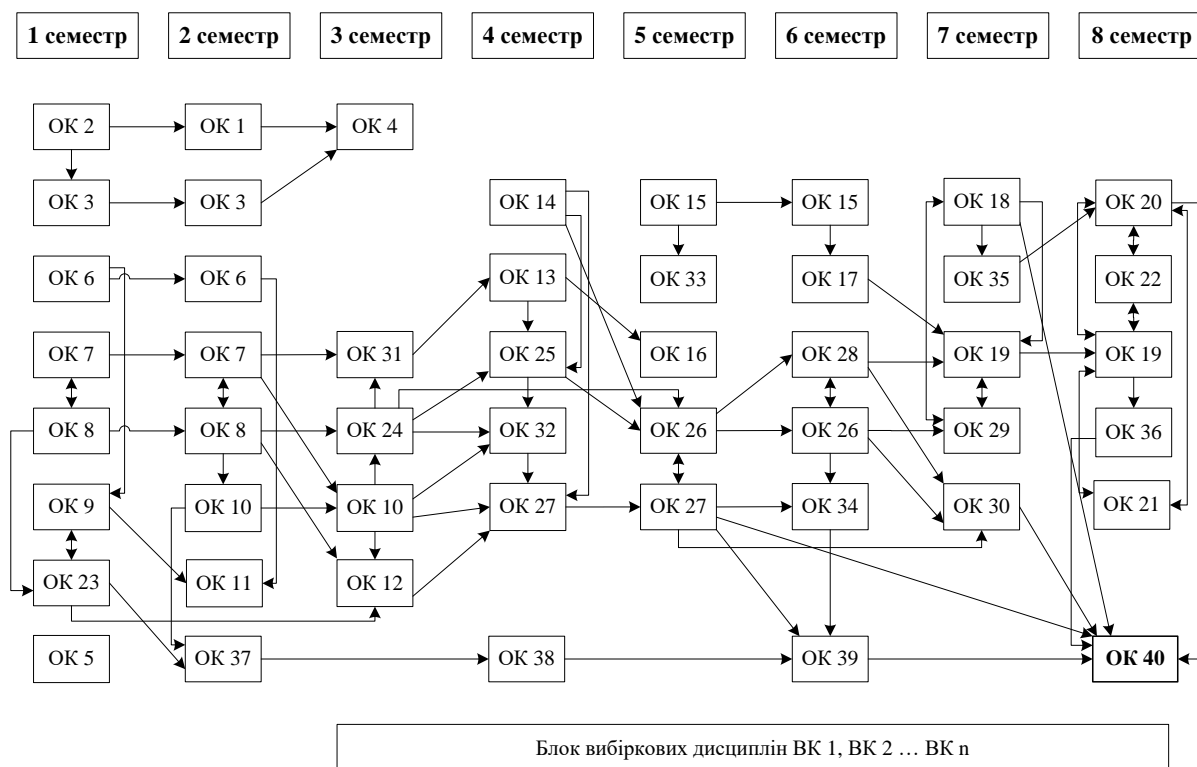 1 семестр 2 семестр 3 семестр 4 семестр 5 семестр 6 семестр 7 семестр 8 семестр
ОК 2 ОК 1 ОК 4
ОК 3 ОК 3 ОК 14 ОК 15 ОК 15 ОК 18 ОК 20
ОК 6 ОК 6 ОК 13 ОК 33 ОК 17 ОК 35 ОК 22
ОК 7 ОК 7 ОК 31 ОК 25 ОК 16 ОК 28 ОК 19 ОК 19
ОК 8 ОК 8 ОК 24 ОК 32 ОК 26 ОК 26 ОК 29 ОК 36
ОК 9 ОК 10 ОК 10 ОК 27 ОК 27 ОК 34 ОК 30 ОК 21
ОК 23 ОК 11 ОК 12
ОК 5 ОК 37 ОК 38 ОК 39 ОК 40
Блок вибіркових дисциплін ВК 1, ВК 2 … ВК n